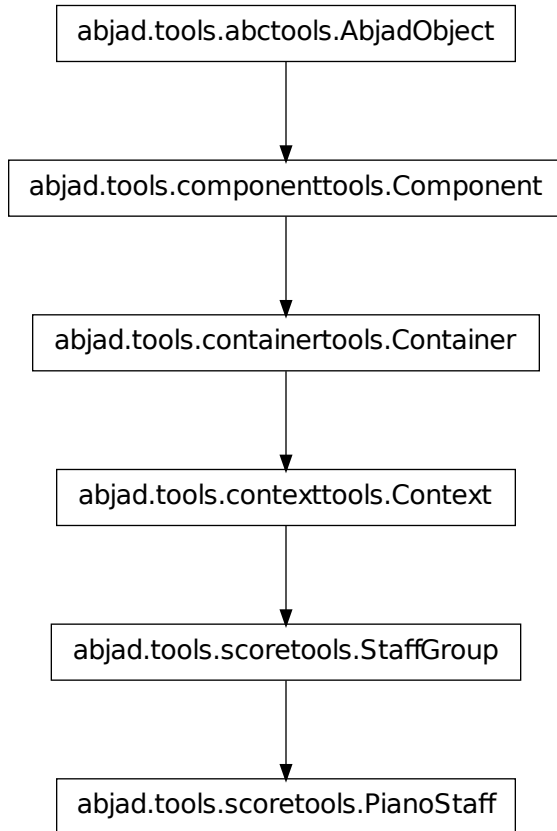 abjad.tools.abctools.AbjadObject
abjad.tools.componenttools.Component
abjad.tools.containertools.Container
abjad.tools.contexttools.Context
abjad.tools.scoretools.StaffGroup
abjad.tools.scoretools.PianoStaff